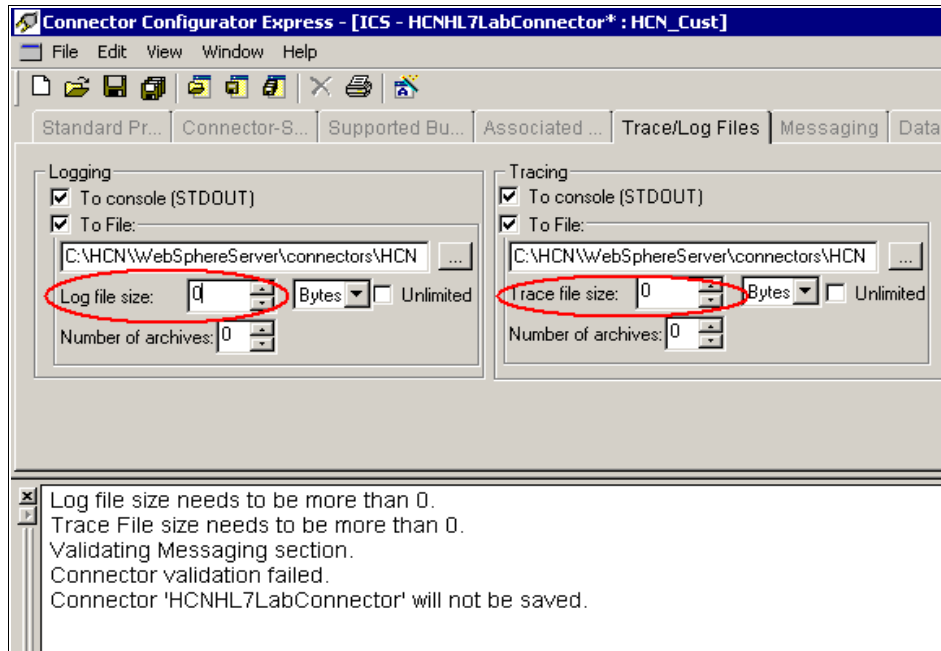 Connector Configurator Express - [ICS - HCNHL7LabConnector* : HCN_Cust]
File Edit View Window Help
Standard Pr... Connector-S... Supported Bu... Associated ... Trace/Log Files Messaging Data
Logging
To console (STDOUT)
To File:
C:\HCN\WebSphereServer\connectors\HCN ...
Log file size: 0 Bytes Unlimited
Number of archives: 0
Tracing
To console (STDOUT)
To File:
C:\HCN\WebSphereServer\connectors\HCN ...
Trace file size: 0 Bytes Unlimited
Number of archives: 0
Log file size needs to be more than 0.
Trace File size needs to be more than 0.
Validating Messaging section.
Connector validation failed.
Connector 'HCNHL7LabConnector' will not be saved.